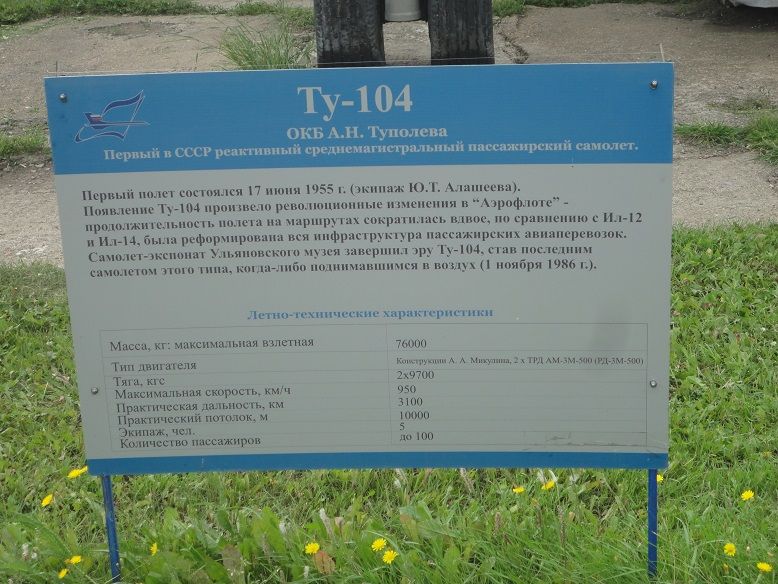 Ту-104
ОКБ А.Н. Туполева
Первый в СССР реактивный среднемагистральный пассажирский самолет.
Первый полет состоялся 17 июня 1955 г. (экипаж Ю.Т. Алашеева).
Появление Ту-104 произвело революционные изменения в “Аэрофлоте” -
продолжительность полета на маршрутах сократилась вдвое, по сравнению с Ил-12
и Ил-14, была реформирована вся инфраструктура пассажирских авиаперевозок.
Самолет-экспонат Ульяновского музея завершил эру Ту-104, став последним
самолетом этого типа, когда-либо поднимавшимся в воздух (1 ноября 1986 г.).
Летно-технические характеристики
Масса, кг: максимальная взлетная 76000
Тип двигателя Конструкции А. А. Микулина, 2 х ТРД АМ-3М-500 (РД-3М-500)
Тяга, кгс 2х9700
Максимальная скорость, км/ч 950
Практическая дальность, км 3100
Практический потолок, м 10000
Экипаж, чел. 5
Количество пассажиров до 100